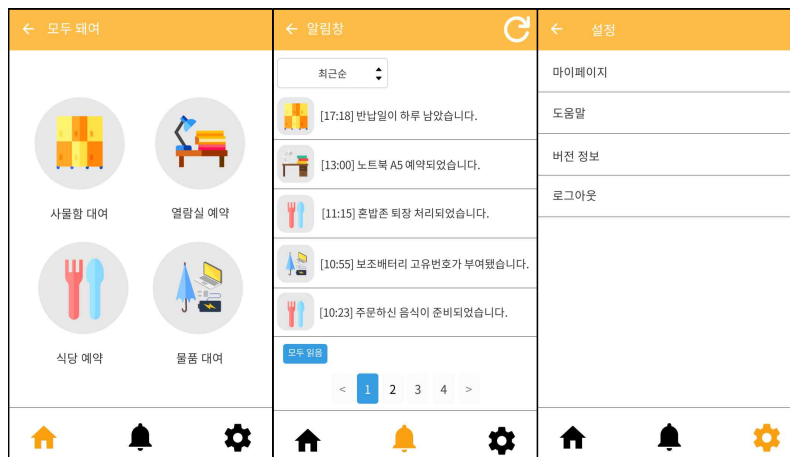 ← 모두 돼여
사물함 대여
열람실 예약
식당 예약
물품 대여
← 알림창
최근순
[17:18] 반납일이 하루 남았습니다.
[13:00] 노트북 A5 예약되었습니다.
[11:15] 혼밥존 퇴장 처리되었습니다.
[10:55] 보조배터리 고유번호가 부여됐습니다.
[10:23] 주문하신 음식이 준비되었습니다.
모두 읽음
< 1 2 3 4 >
← 설정
마이페이지
도움말
버전 정보
로그아웃